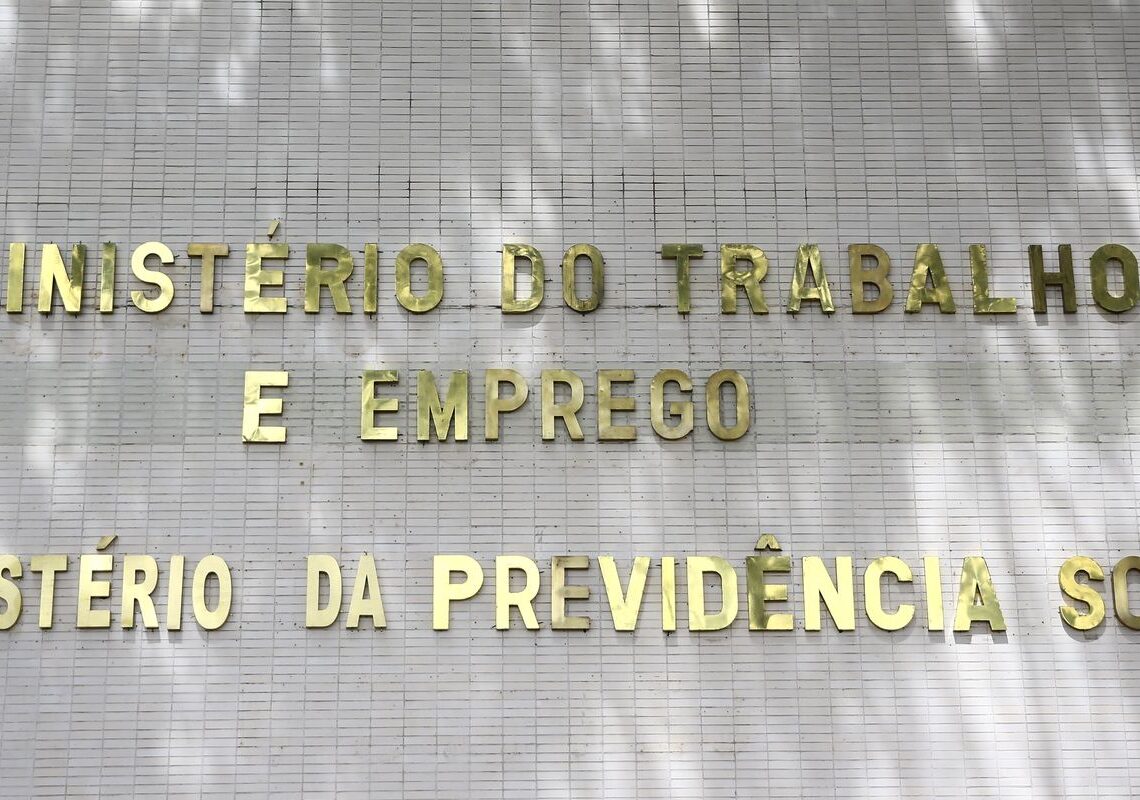 INISTÉRIO DO TRABALHO
E EMPREGO
STÉRIO DA PREVIDÊNCIA SO